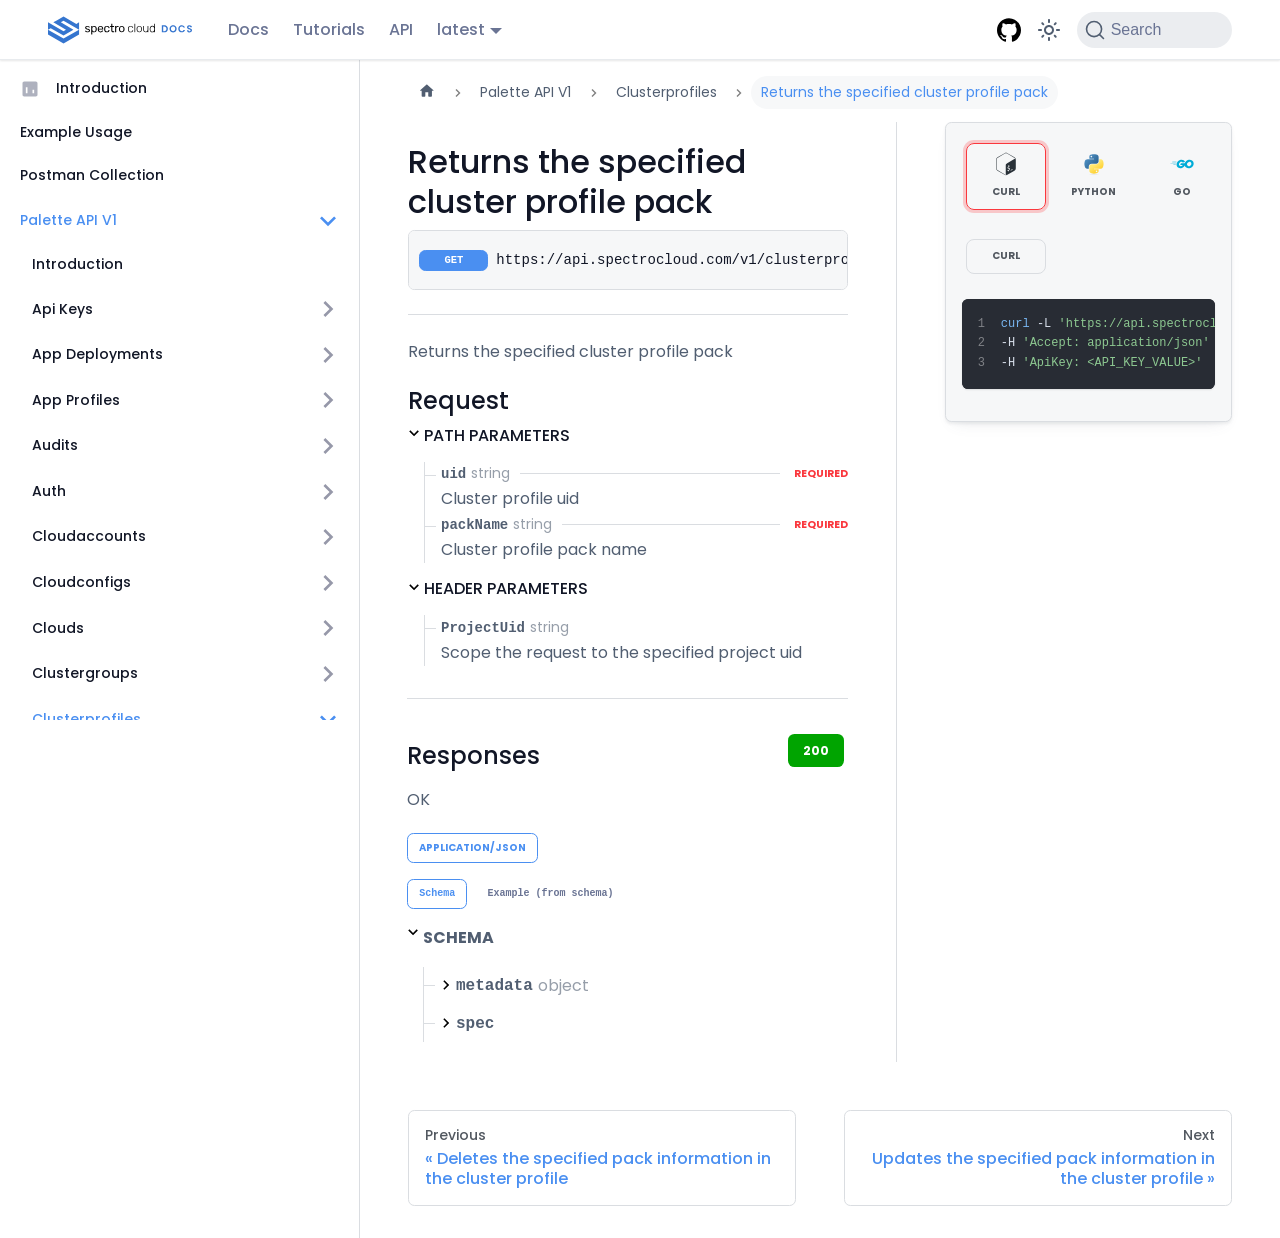 spectro cloud DOCS
Docs
Tutorials
API
latest
Search
Introduction
Example Usage
Postman Collection
Palette API V1
Introduction
Api Keys
App Deployments
App Profiles
Audits
Auth
Cloudaccounts
Cloudconfigs
Clouds
Clustergroups
Clusterprofiles
Palette API V1
Clusterprofiles
Returns the specified cluster profile pack
Returns the specified
cluster profile pack
GET https://api.spectrocloud.com/v1/clusterpro
Returns the specified cluster profile pack
Request
PATH PARAMETERS
uid string REQUIRED
Cluster profile uid
packName string REQUIRED
Cluster profile pack name
HEADER PARAMETERS
ProjectUid string
Scope the request to the specified project uid
Responses
200
OK
APPLICATION/JSON
Schema
Example (from schema)
SCHEMA
metadata object
spec
CURL
PYTHON
GO
GO
CURL
1 curl -L 'https://api.spectrocl
2 -H 'Accept: application/json'
3 -H 'ApiKey: <API_KEY_VALUE>'
Previous
« Deletes the specified pack information in
the cluster profile
Next
Updates the specified pack information in
the cluster profile »